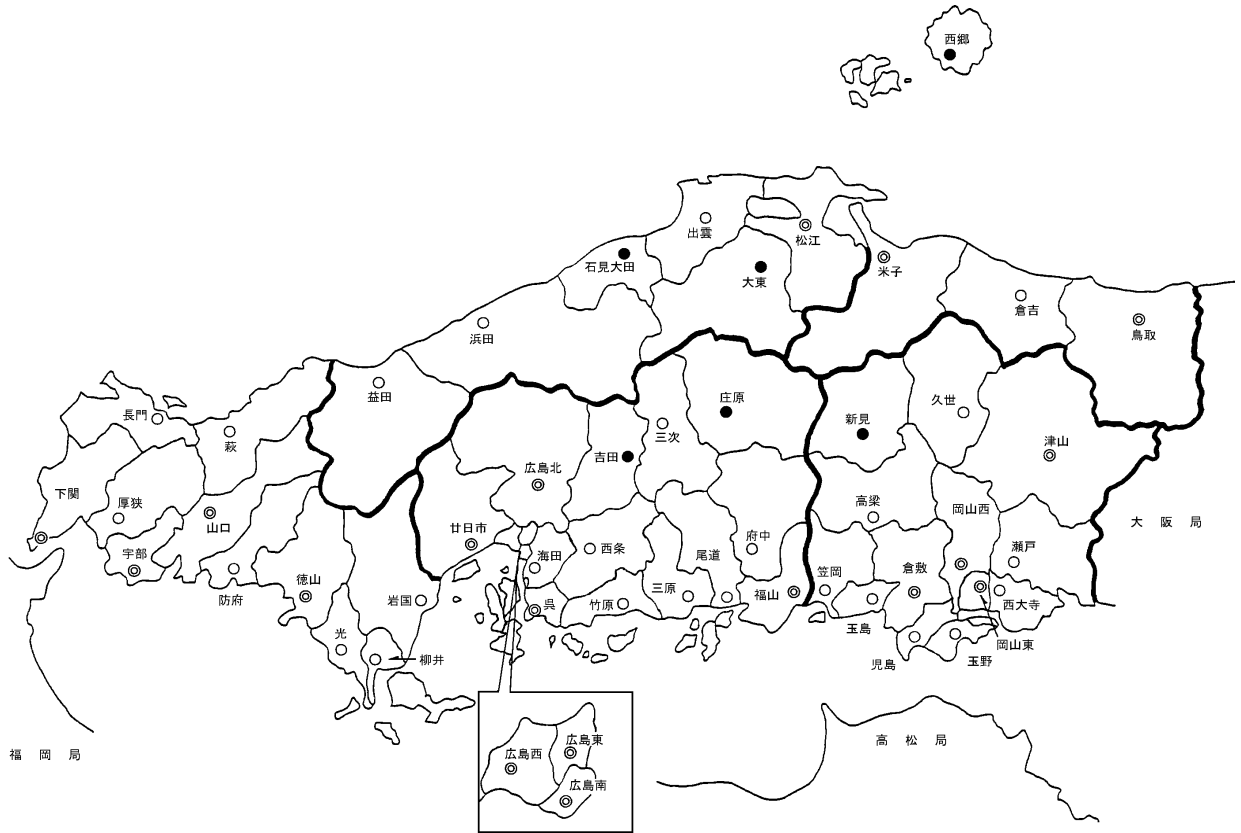 西郷
出雲
松江
石見大田
大東
米子
倉吉
鳥取
浜田
益田
庄原
久世
新見
長門
萩
三次
津山
吉田
広島北
下関
厚狭
高梁
岡山西
山口
廿日市
大阪局
府中
宇部
海田
西条
尾道
瀬戸
笠岡
倉敷
徳山
防府
岩国
呉
竹原
三原
福山
西大寺
玉島
光
柳井
児島
玉野
岡山東
広島東
広島西
広島南
福岡局
高松局